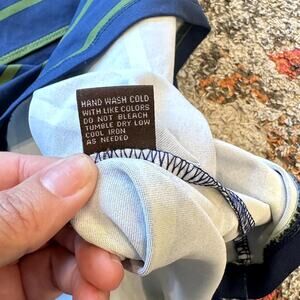 HAND WASH COLD
WITH LIKE COLORS
DO NOT BLEACH
TUMBLE DRY LOW
COOL IRON
AS NEEDED